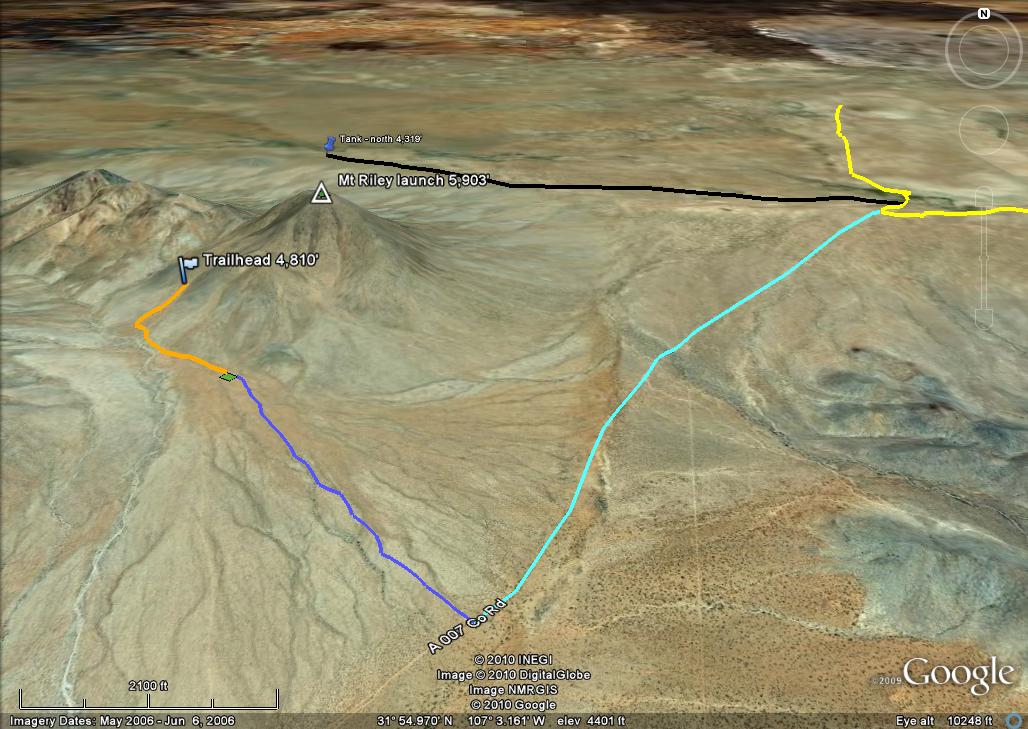 N
Tank - north 4,319'
Mt Riley launch 5,903'
Trailhead 4,810'
A 007 Co Rd
© 2010 INEGI
Image © 2010 DigitalGlobe
Image NMRGIS
© 2010 Google
©2009 Google
2100 ft
Imagery Dates: May 2006 - Jun 6, 2006
31°54.970' N 107°3.161' W elev 4401 ft
Eye alt 10248 ft